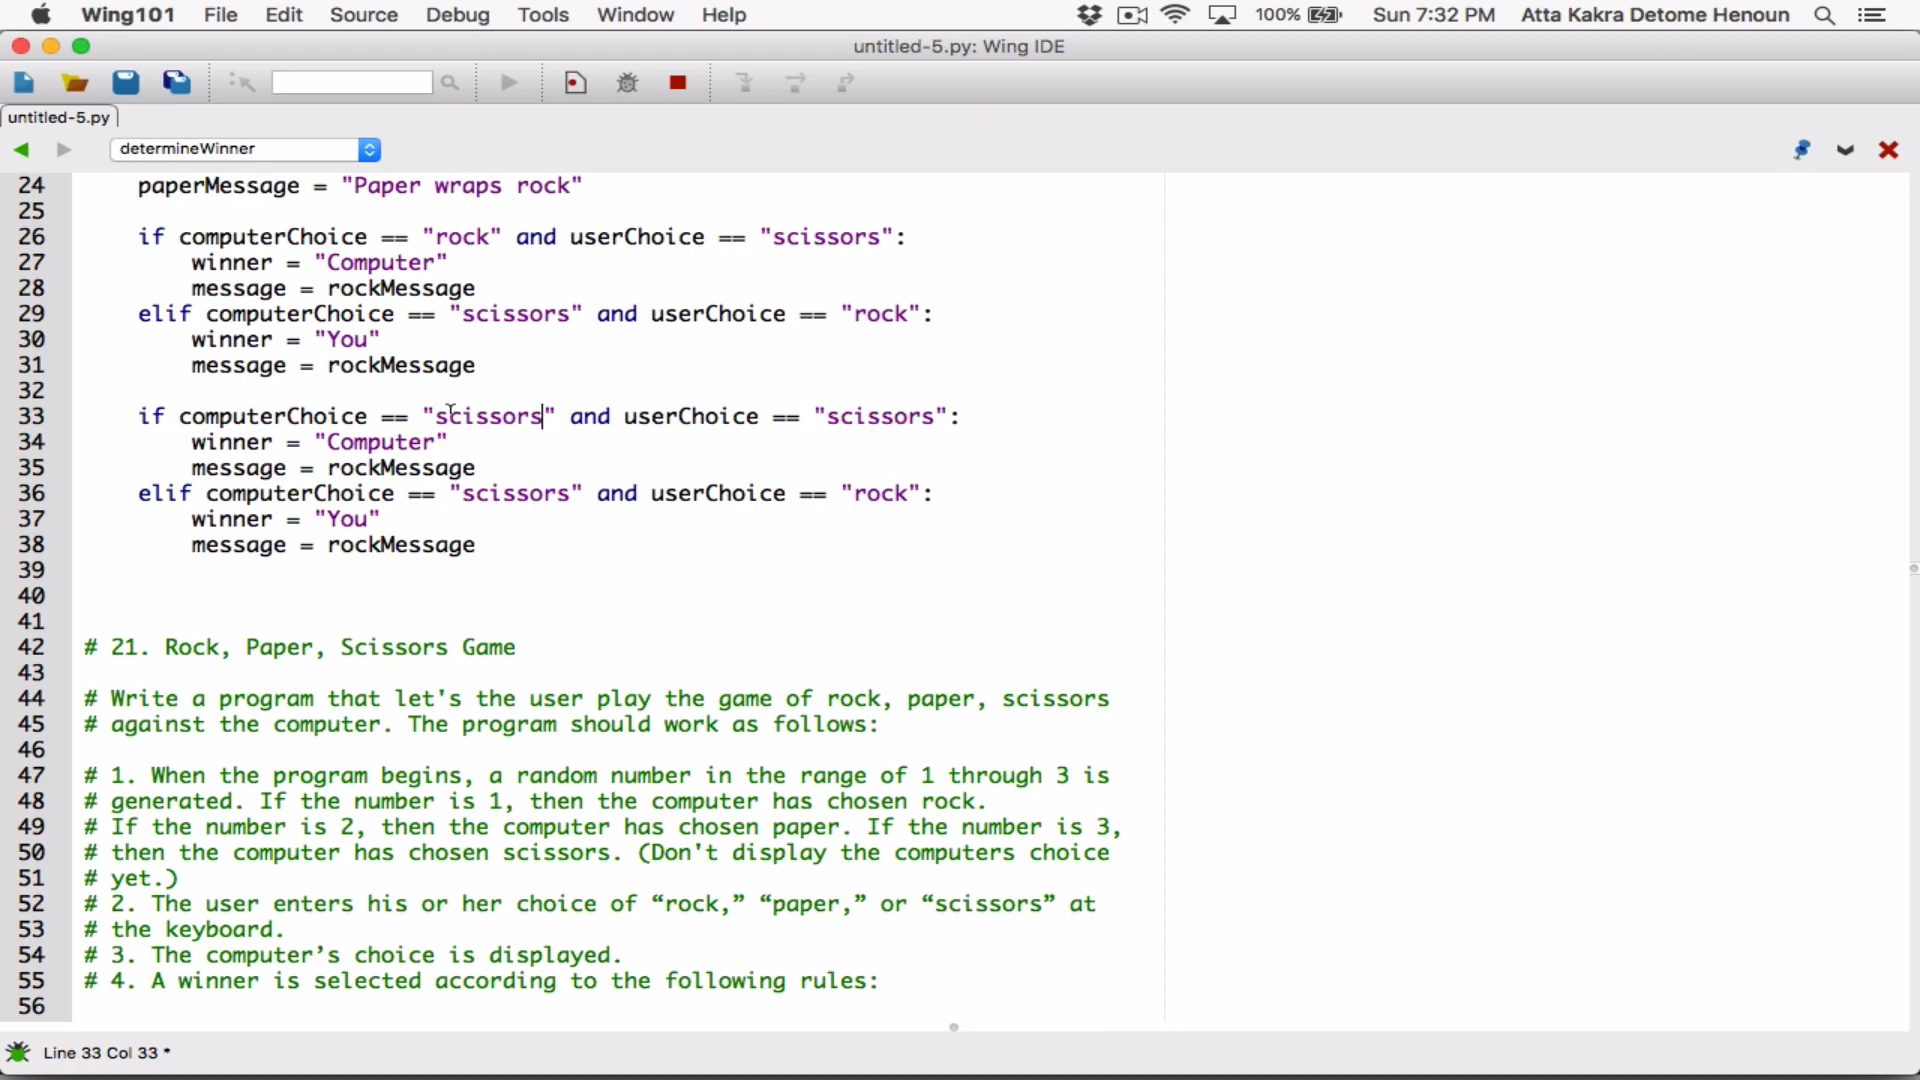 Wing101 File Edit Source Debug Tools Window Help 100% Sun 7:32 PM Atta Kakra Detome Henoun
untitled-5.py: Wing IDE
untitled-5.py
determineWinner
24 paperMessage = "Paper wraps rock"
25
26 if computerChoice == "rock" and userChoice == "scissors":
27 winner = "Computer"
28 message = rockMessage
29 elif computerChoice == "scissors" and userChoice == "rock":
30 winner = "You"
31 message = rockMessage
32
33 if computerChoice == "scissors" and userChoice == "scissors":
34 winner = "Computer"
35 message = rockMessage
36 elif computerChoice == "scissors" and userChoice == "rock":
37 winner = "You"
38 message = rockMessage
39
40
41
42 # 21. Rock, Paper, Scissors Game
43
44 # Write a program that let's the user play the game of rock, paper, scissors
45 # against the computer. The program should work as follows:
46
47 # 1. When the program begins, a random number in the range of 1 through 3 is
48 # generated. If the number is 1, then the computer has chosen rock.
49 # If the number is 2, then the computer has chosen paper. If the number is 3,
50 # then the computer has chosen scissors. (Don't display the computers choice
51 # yet.)
52 # 2. The user enters his or her choice of “rock,” “paper,” or “scissors” at
53 # the keyboard.
54 # 3. The computer’s choice is displayed.
55 # 4. A winner is selected according to the following rules:
56
Line 33 Col 33 *